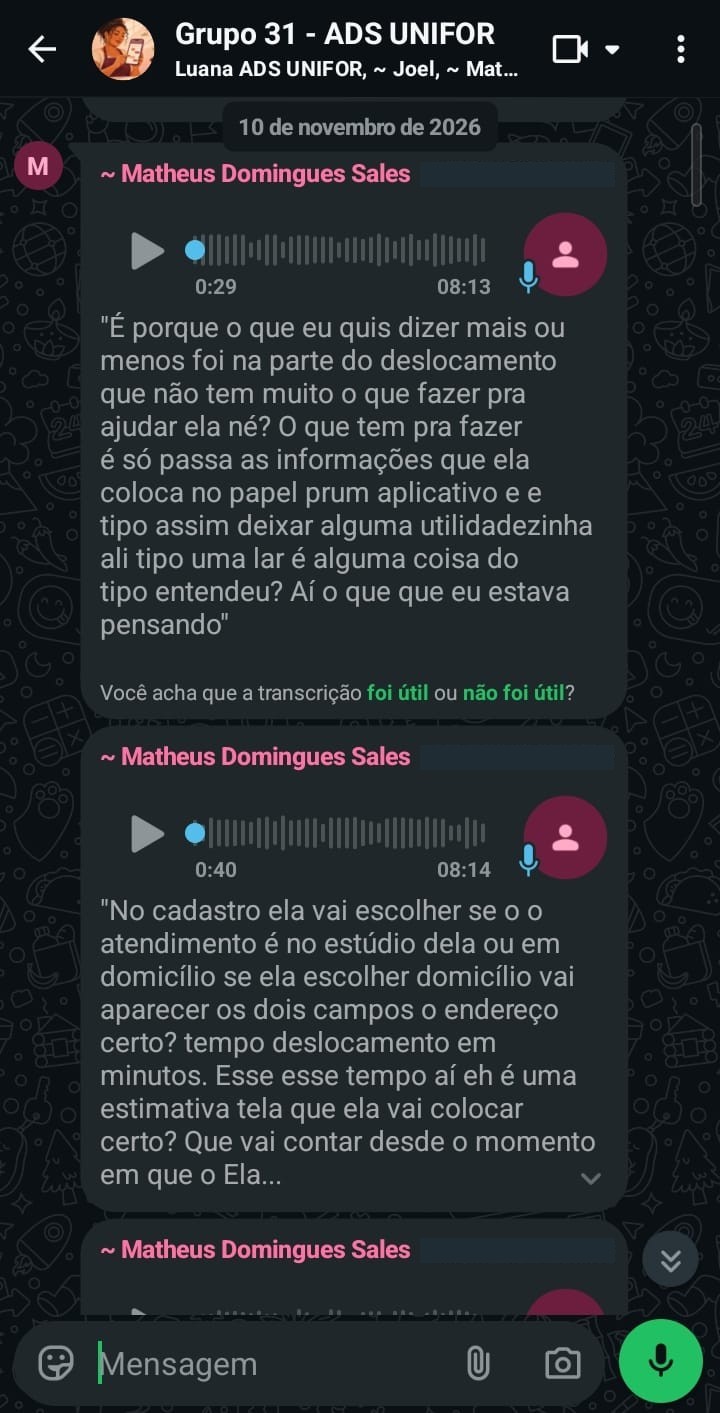 Grupo 31 - ADS UNIFOR
Luana ADS UNIFOR, ~ Joel, ~ Mat...
10 de novembro de 2026
M
~ Matheus Domingues Sales
0:29
08:13
"É porque o que eu quis dizer mais ou
menos foi na parte do deslocamento
que não tem muito o que fazer pra
ajudar ela né? O que tem pra fazer
é só passa as informações que ela
coloca no papel prum aplicativo e e
tipo assim deixar alguma utilidadezinha
ali tipo uma lar é alguma coisa do
tipo entendeu? Aí o que que eu estava
pensando"
Você acha que a transcrição foi útil ou não foi útil?
~ Matheus Domingues Sales
0:40
08:14
"No cadastro ela vai escolher se o o
atendimento é no estúdio dela ou em
domicílio se ela escolher domicílio vai
aparecer os dois campos o endereço
certo? tempo deslocamento em
minutos. Esse esse tempo aí eh é uma
estimativa tela que ela vai colocar
certo? Que vai contar desde o momento
em que o Ela...
~ Matheus Domingues Sales
Mensagem